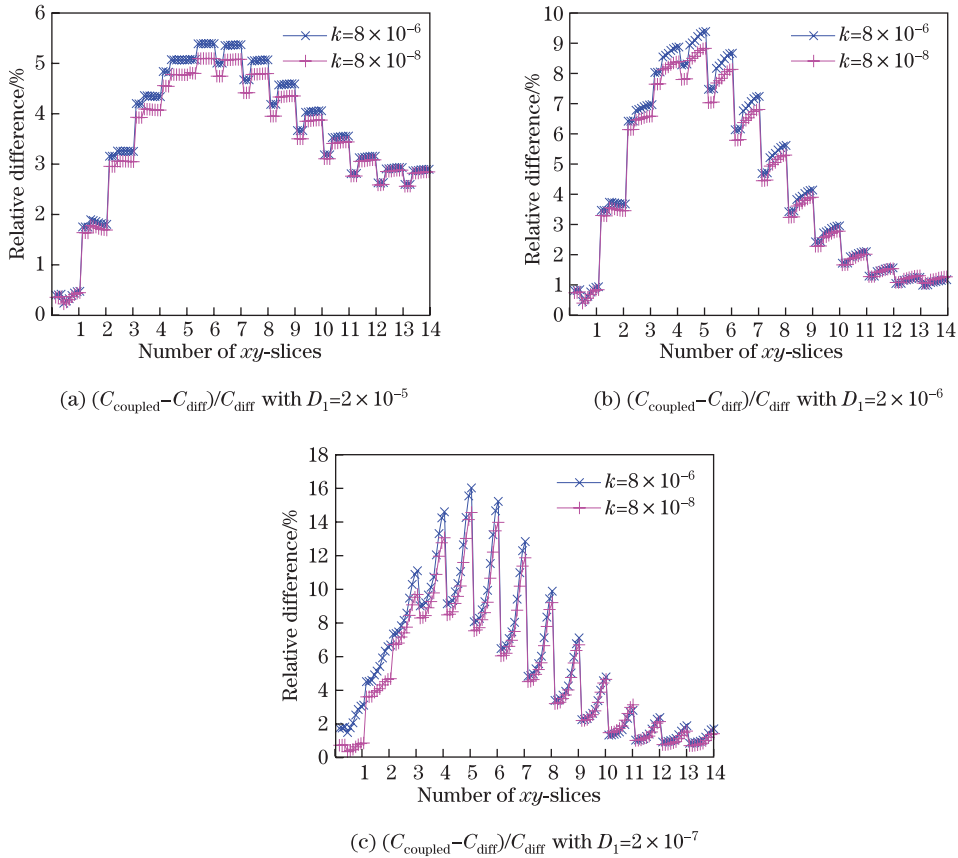 6
5
4
3
2
1
0
Relative difference/%
k=8×10⁻⁶
k=8×10⁻⁸
1 2 3 4 5 6 7 8 9 10 11 12 13 14
Number of xy-slices
(a) (C_coupled−C_diff)/C_diff with D₁=2×10⁻⁵
10
9
8
7
6
5
4
3
2
1
0
Relative difference/%
k=8×10⁻⁶
k=8×10⁻⁸
1 2 3 4 5 6 7 8 9 10 11 12 13 14
Number of xy-slices
(b) (C_coupled−C_diff)/C_diff with D₁=2×10⁻⁶
18
16
14
12
10
8
6
4
2
0
Relative difference/%
k=8×10⁻⁶
k=8×10⁻⁸
1 2 3 4 5 6 7 8 9 10 11 12 13 14
Number of xy-slices
(c) (C_coupled−C_diff)/C_diff with D₁=2×10⁻⁷